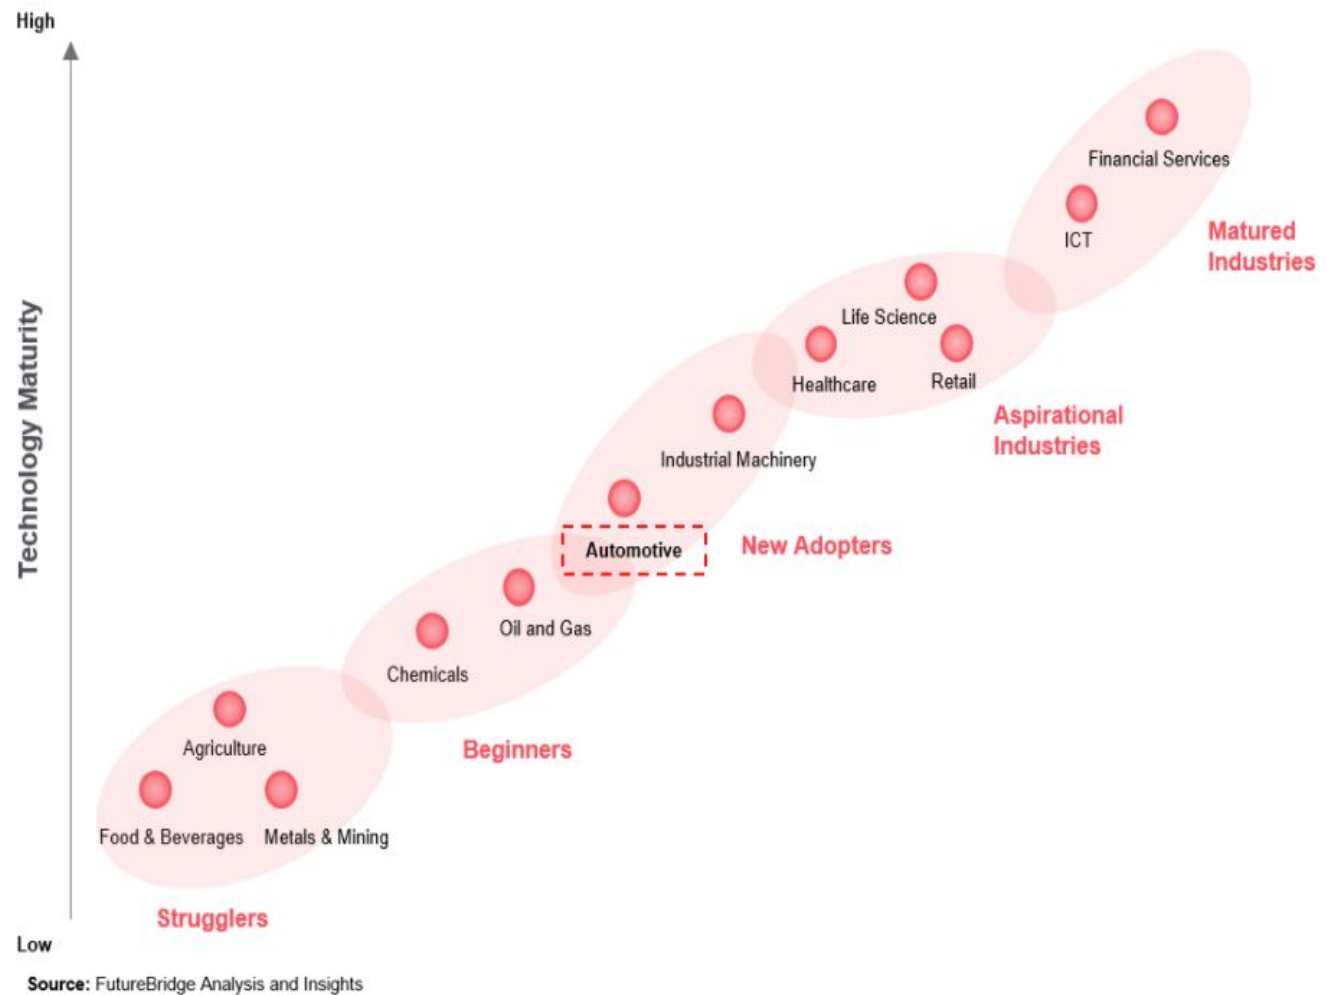 High
Financial Services
ICT
Matured
Industries
Life Science
Healthcare
Retail
Aspirational
Industries
Industrial Machinery
Technology Maturity
Automotive
New Adopters
Oil and Gas
Chemicals
Beginners
Agriculture
Food & Beverages
Metals & Mining
Strugglers
Low
Source: FutureBridge Analysis and Insights